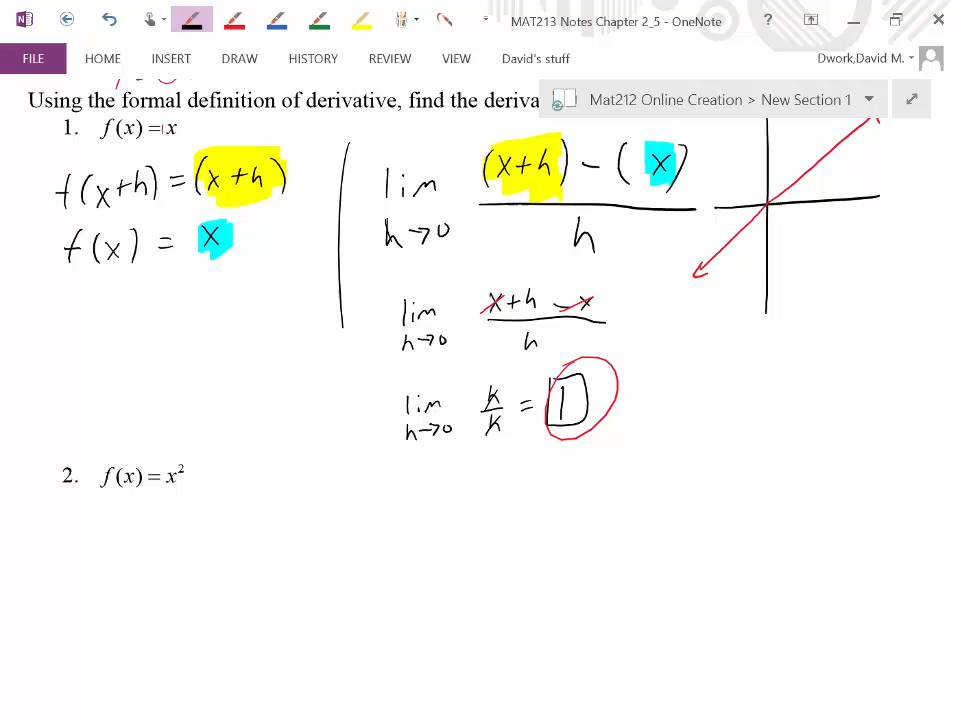 MAT213 Notes Chapter 2_5 - OneNote
FILE HOME INSERT DRAW HISTORY REVIEW VIEW David's stuff Dwork,David M.
Using the formal definition of derivative, find the deriva
Mat212 Online Creation > New Section 1
1. f(x) = x
f(x+h) = (x+h)
f(x) = x
lim h→0 (x+h) - (x) / h
lim h→0 x+h - x / h
lim h→0 h/h = 1
2. f(x) = x²